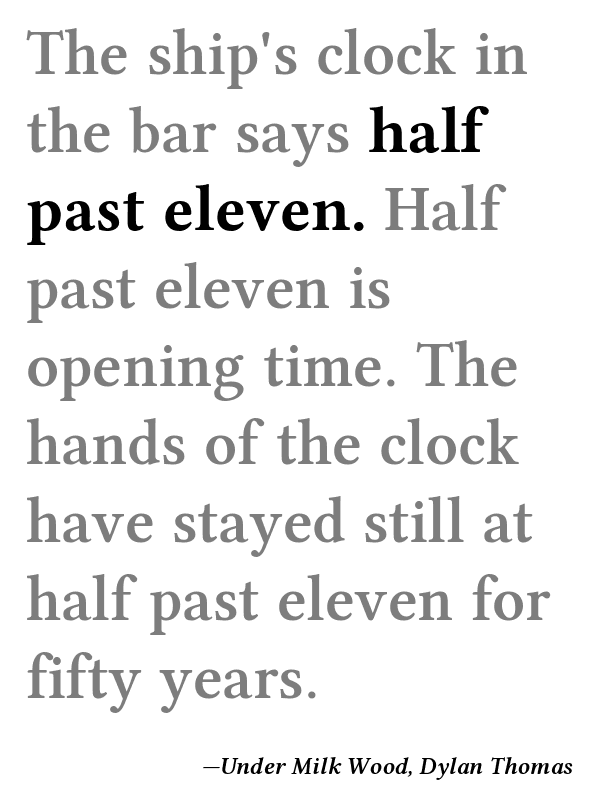 The ship's clock in
the bar says half
past eleven. Half
past eleven is
opening time. The
hands of the clock
have stayed still at
half past eleven for
fifty years.
—Under Milk Wood, Dylan Thomas